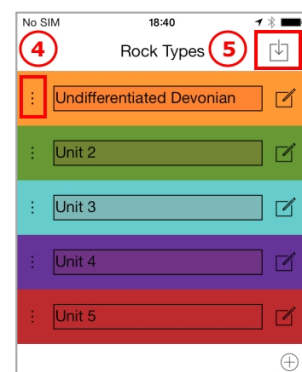 No SIM 18:40
4 Rock Types 5
Undifferentiated Devonian
Unit 2
Unit 3
Unit 4
Unit 5